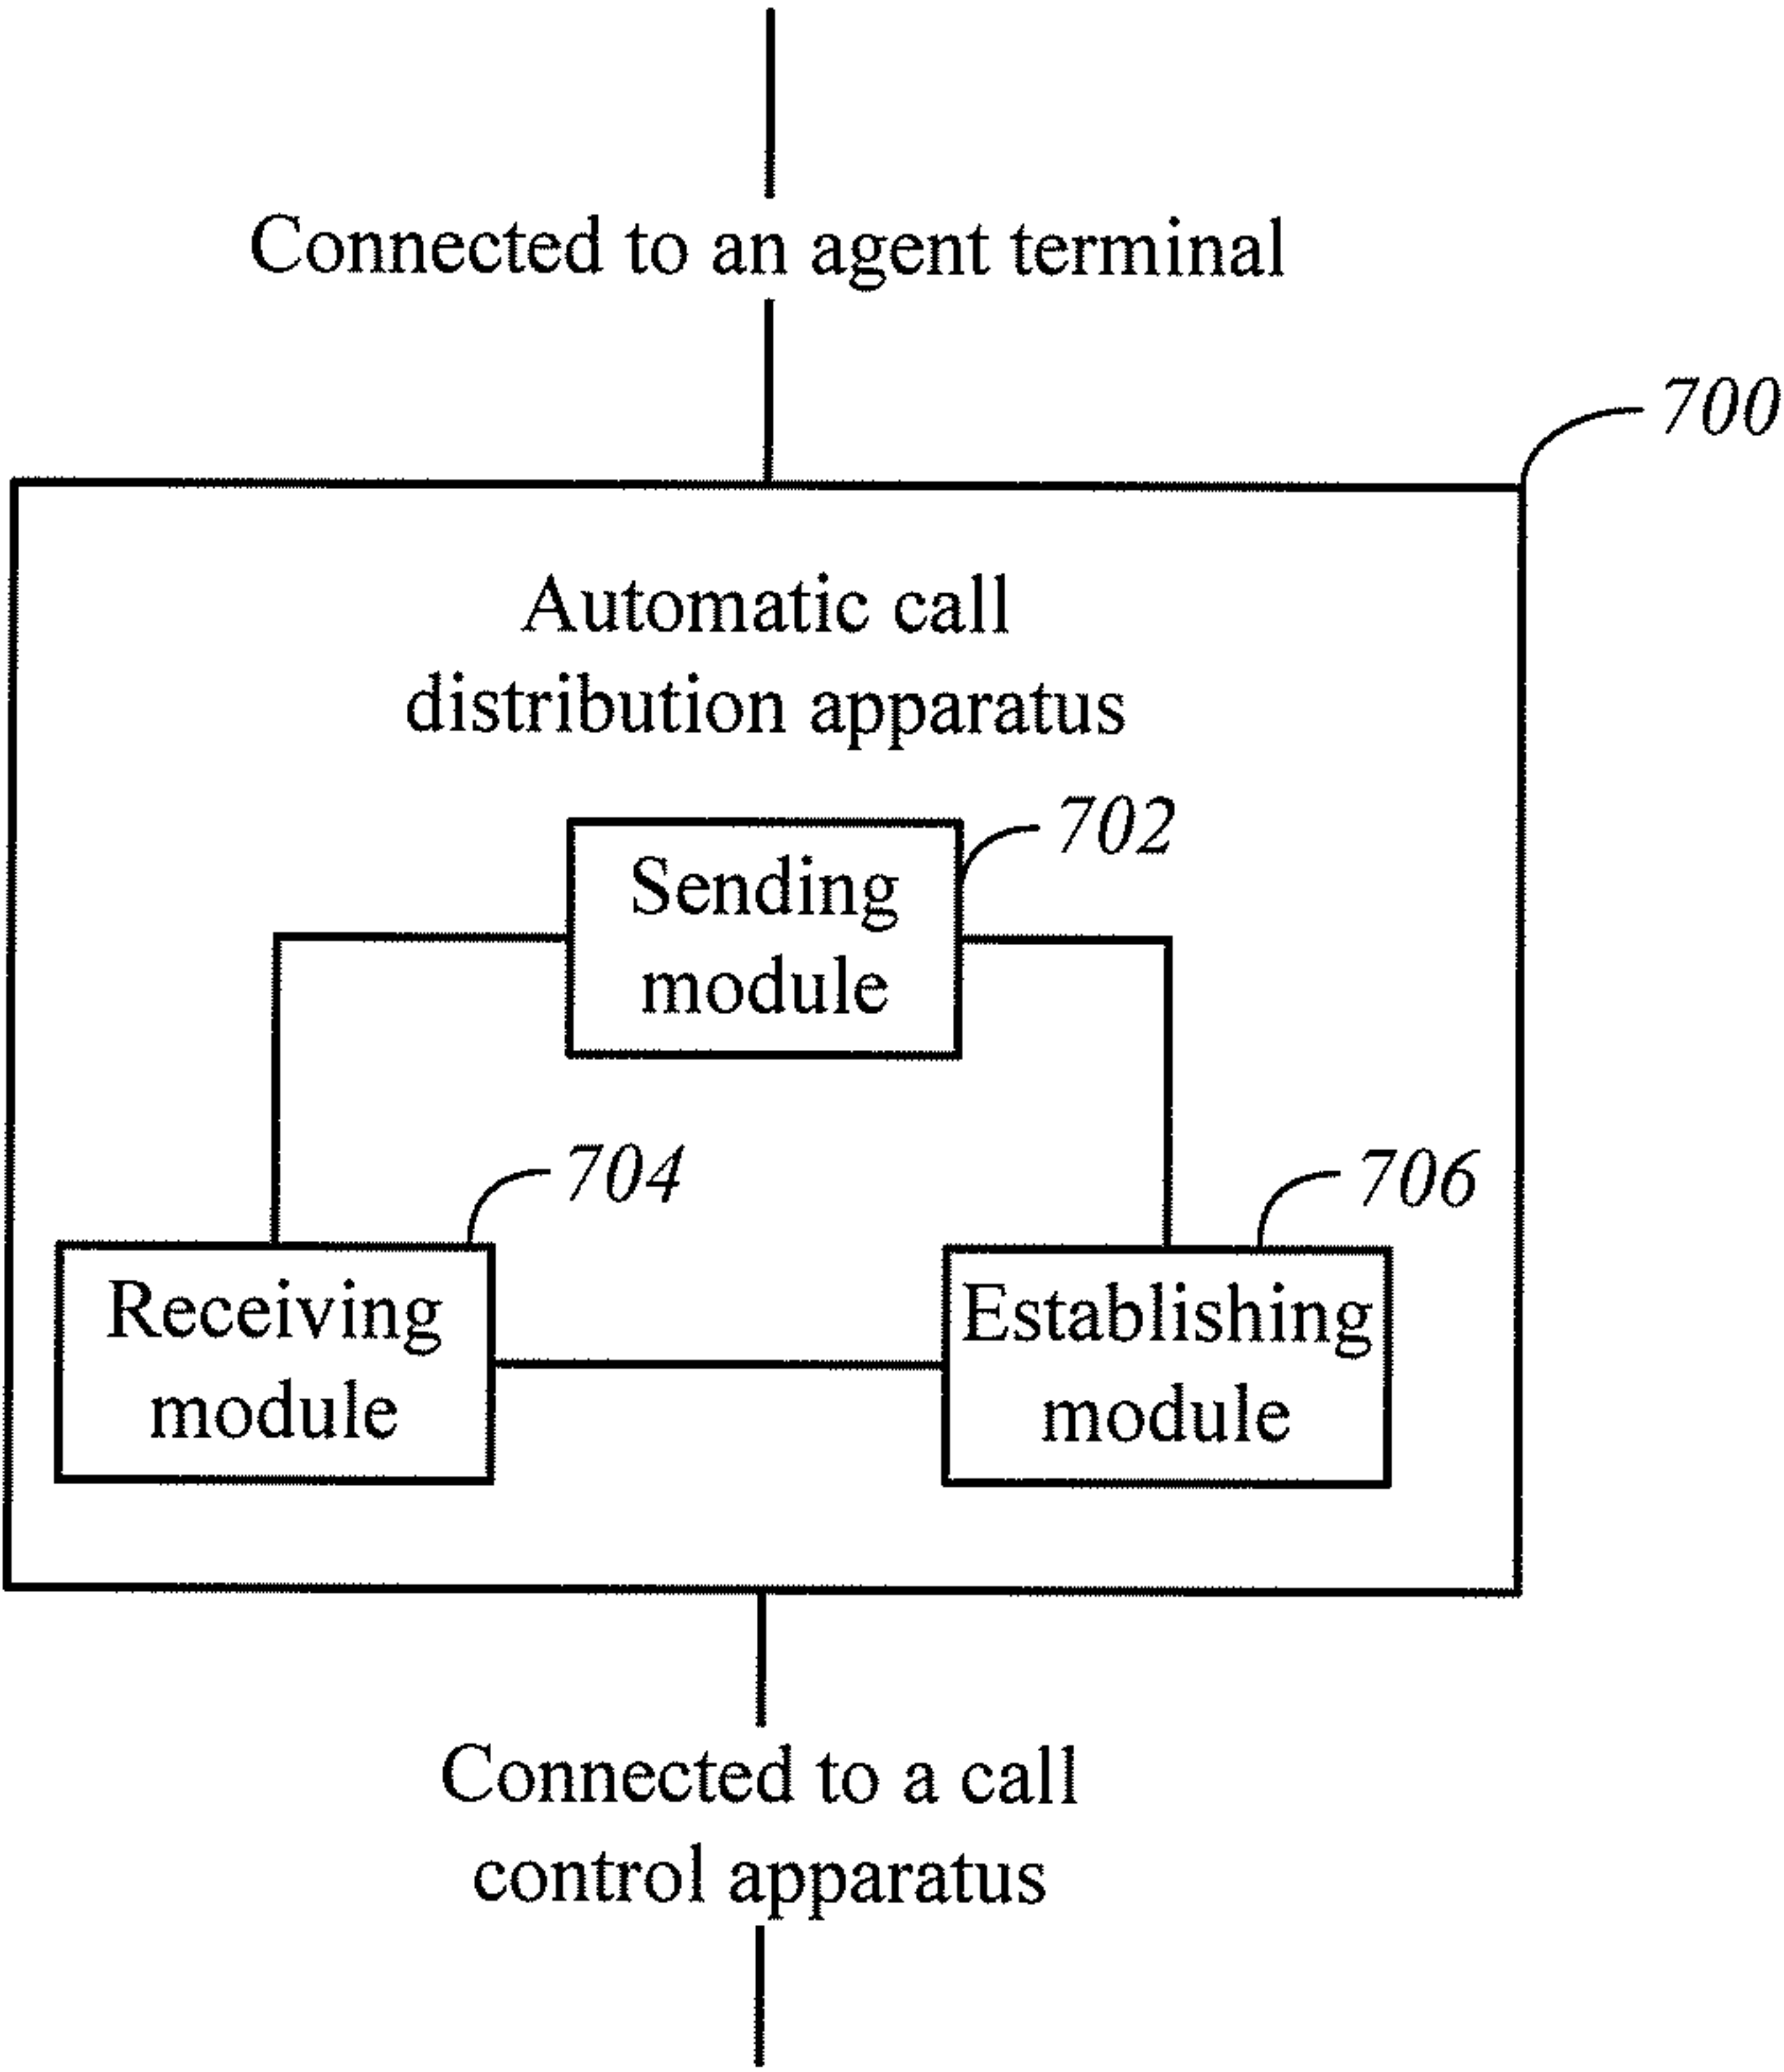 Connected to an agent terminal
700
Automatic call
distribution apparatus
702
Sending
module
704
706
Receiving
module
Establishing
module
Connected to a call
control apparatus